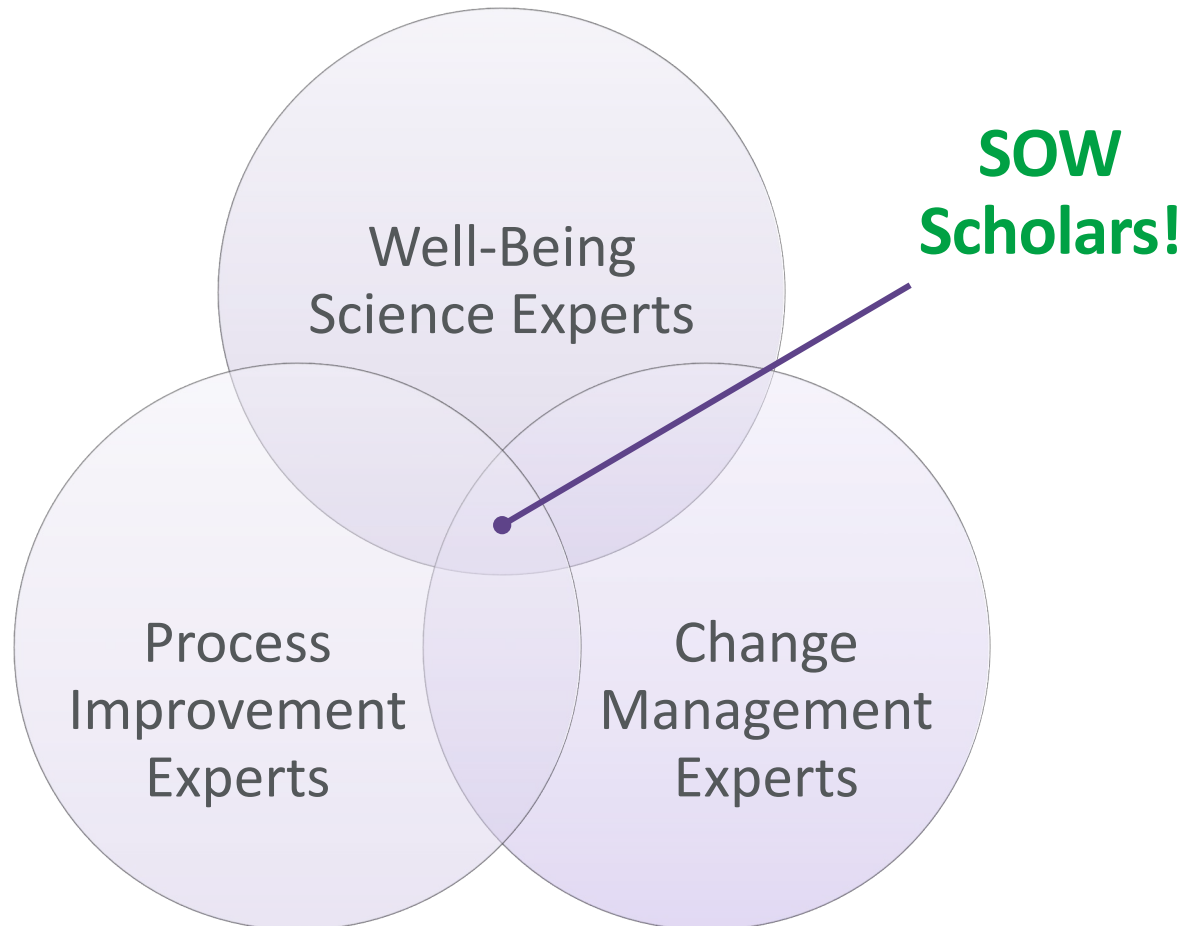 Well-Being
Science Experts
SOW
Scholars!
Process
Improvement
Experts
Change
Management
Experts